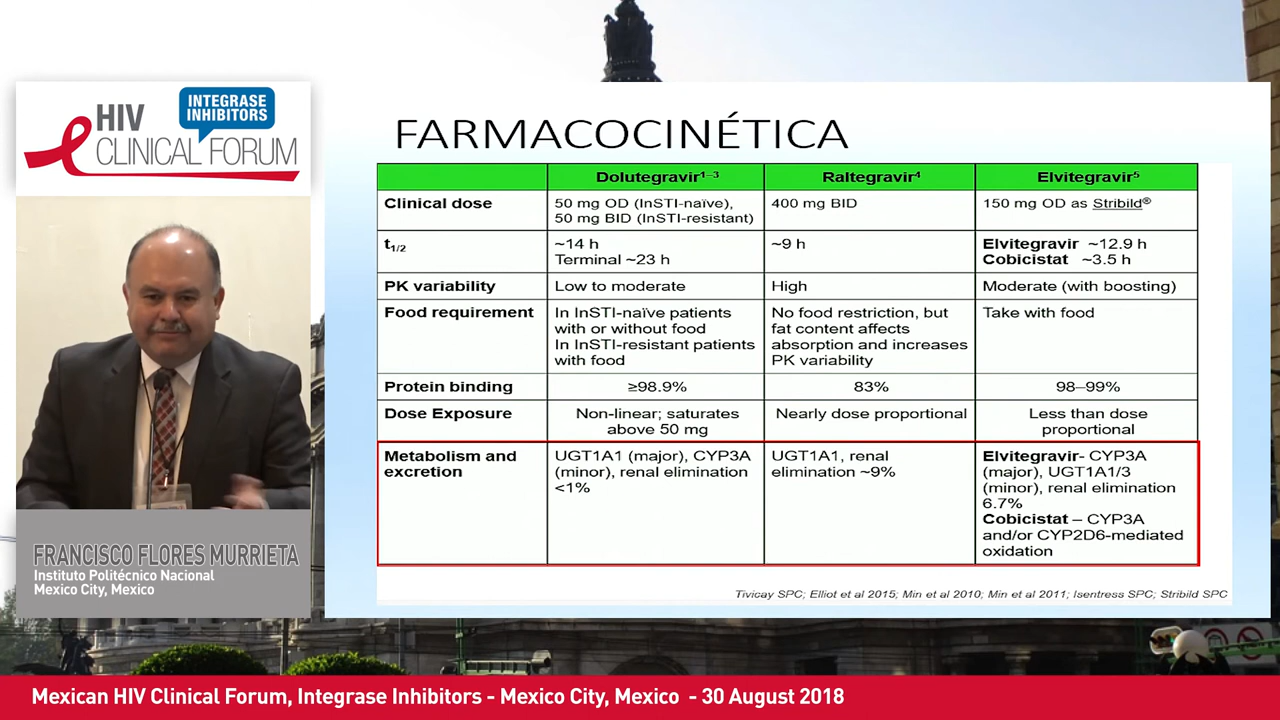 HIV
INTEGRASE
INHIBITORS
CLINICAL FORUM
FARMACOCINÉTICA
Dolutegravir¹⁻³
Raltegravir⁴
Elvitegravir⁵
Clinical dose
50 mg OD (InSTI-naïve),
50 mg BID (InSTI-resistant)
400 mg BID
150 mg OD as Stribild®
t1/2
~14 h
Terminal ~23 h
~9 h
Elvitegravir ~12.9 h
Cobicistat ~3.5 h
PK variability
Low to moderate
High
Moderate (with boosting)
Food requirement
In InSTI-naïve patients
with or without food
In InSTI-resistant patients
with food
No food restriction, but
fat content affects
absorption and increases
PK variability
Take with food
Protein binding
≥98.9%
83%
98–99%
Dose Exposure
Non-linear; saturates
above 50 mg
Nearly dose proportional
Less than dose
proportional
Metabolism and
excretion
UGT1A1 (major), CYP3A
(minor), renal elimination
<1%
UGT1A1, renal
elimination ~9%
Elvitegravir- CYP3A
(major), UGT1A1/3
(minor), renal elimination
6.7%
Cobicistat – CYP3A
and/or CYP2D6-mediated
oxidation
Tivicay SPC; Elliot et al 2015; Min et al 2010; Min et al 2011; Isentress SPC; Stribild SPC
FRANCISCO FLORES MURRIETA
Instituto Politécnico Nacional
Mexico City, Mexico
Mexican HIV Clinical Forum, Integrase Inhibitors - Mexico City, Mexico - 30 August 2018